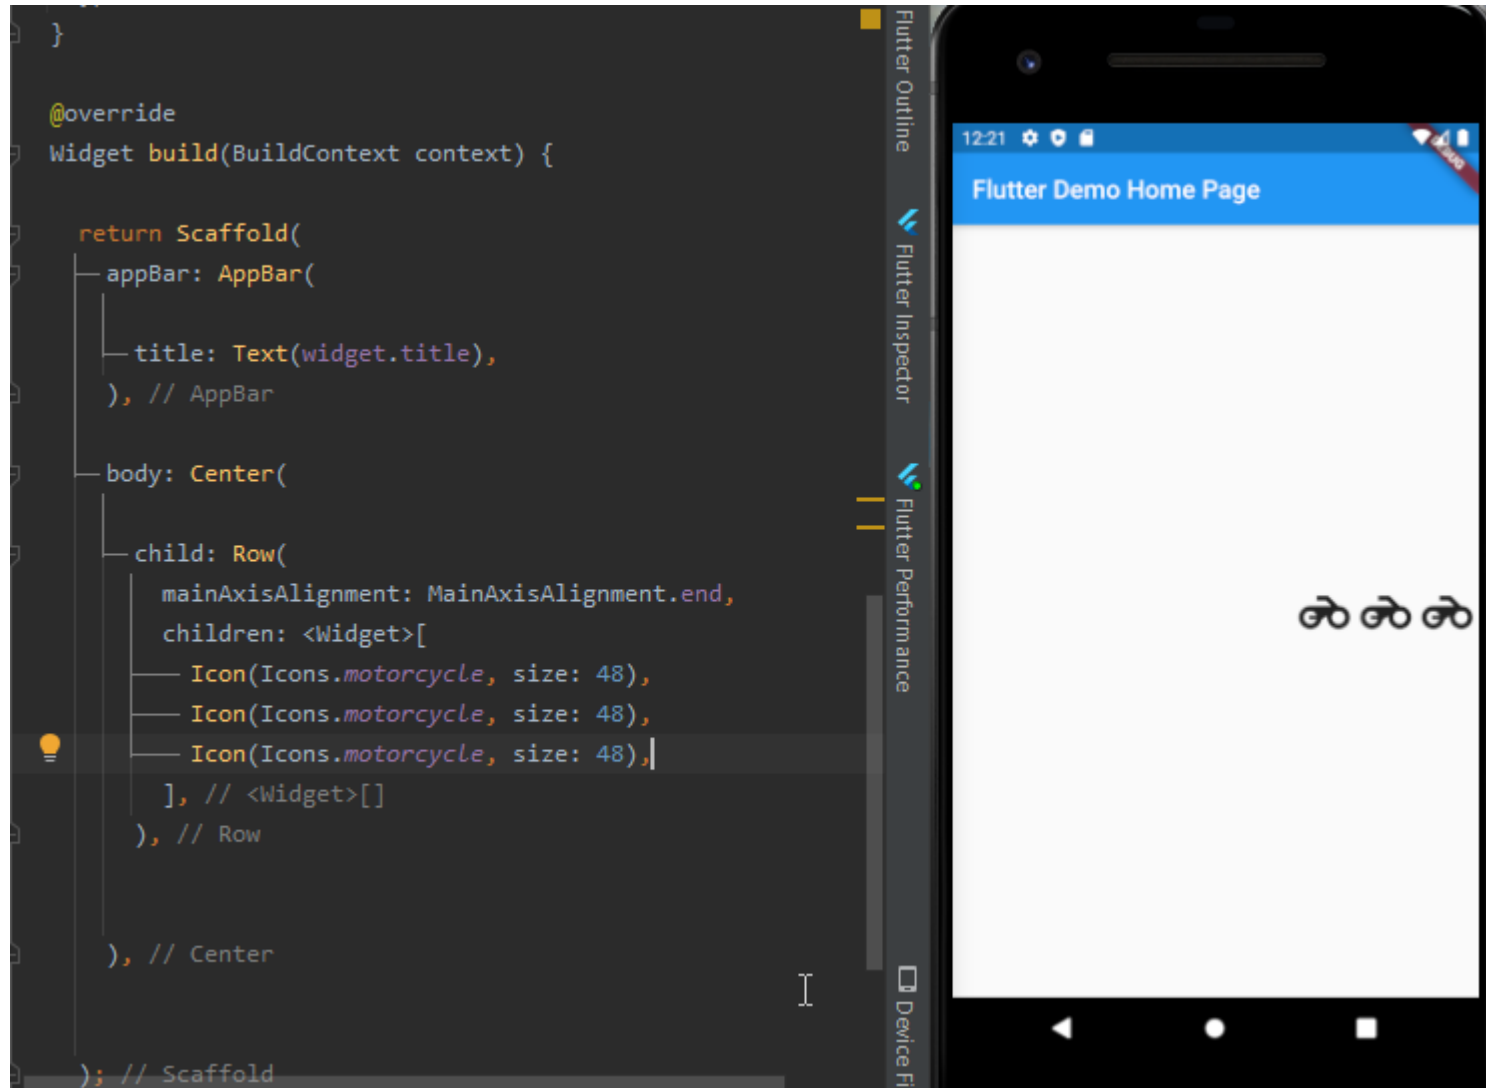 }
@override
Widget build(BuildContext context) {
return Scaffold(
appBar: AppBar(
title: Text(widget.title),
), // AppBar
body: Center(
child: Row(
mainAxisAlignment: MainAxisAlignment.end,
children: <Widget>[
Icon(Icons.motorcycle, size: 48),
Icon(Icons.motorcycle, size: 48),
Icon(Icons.motorcycle, size: 48),
], // <Widget>[]
), // Row
), // Center
); // Scaffold
Flutter Outline
Flutter Inspector
Flutter Performance
Device Fi
12:21
Flutter Demo Home Page